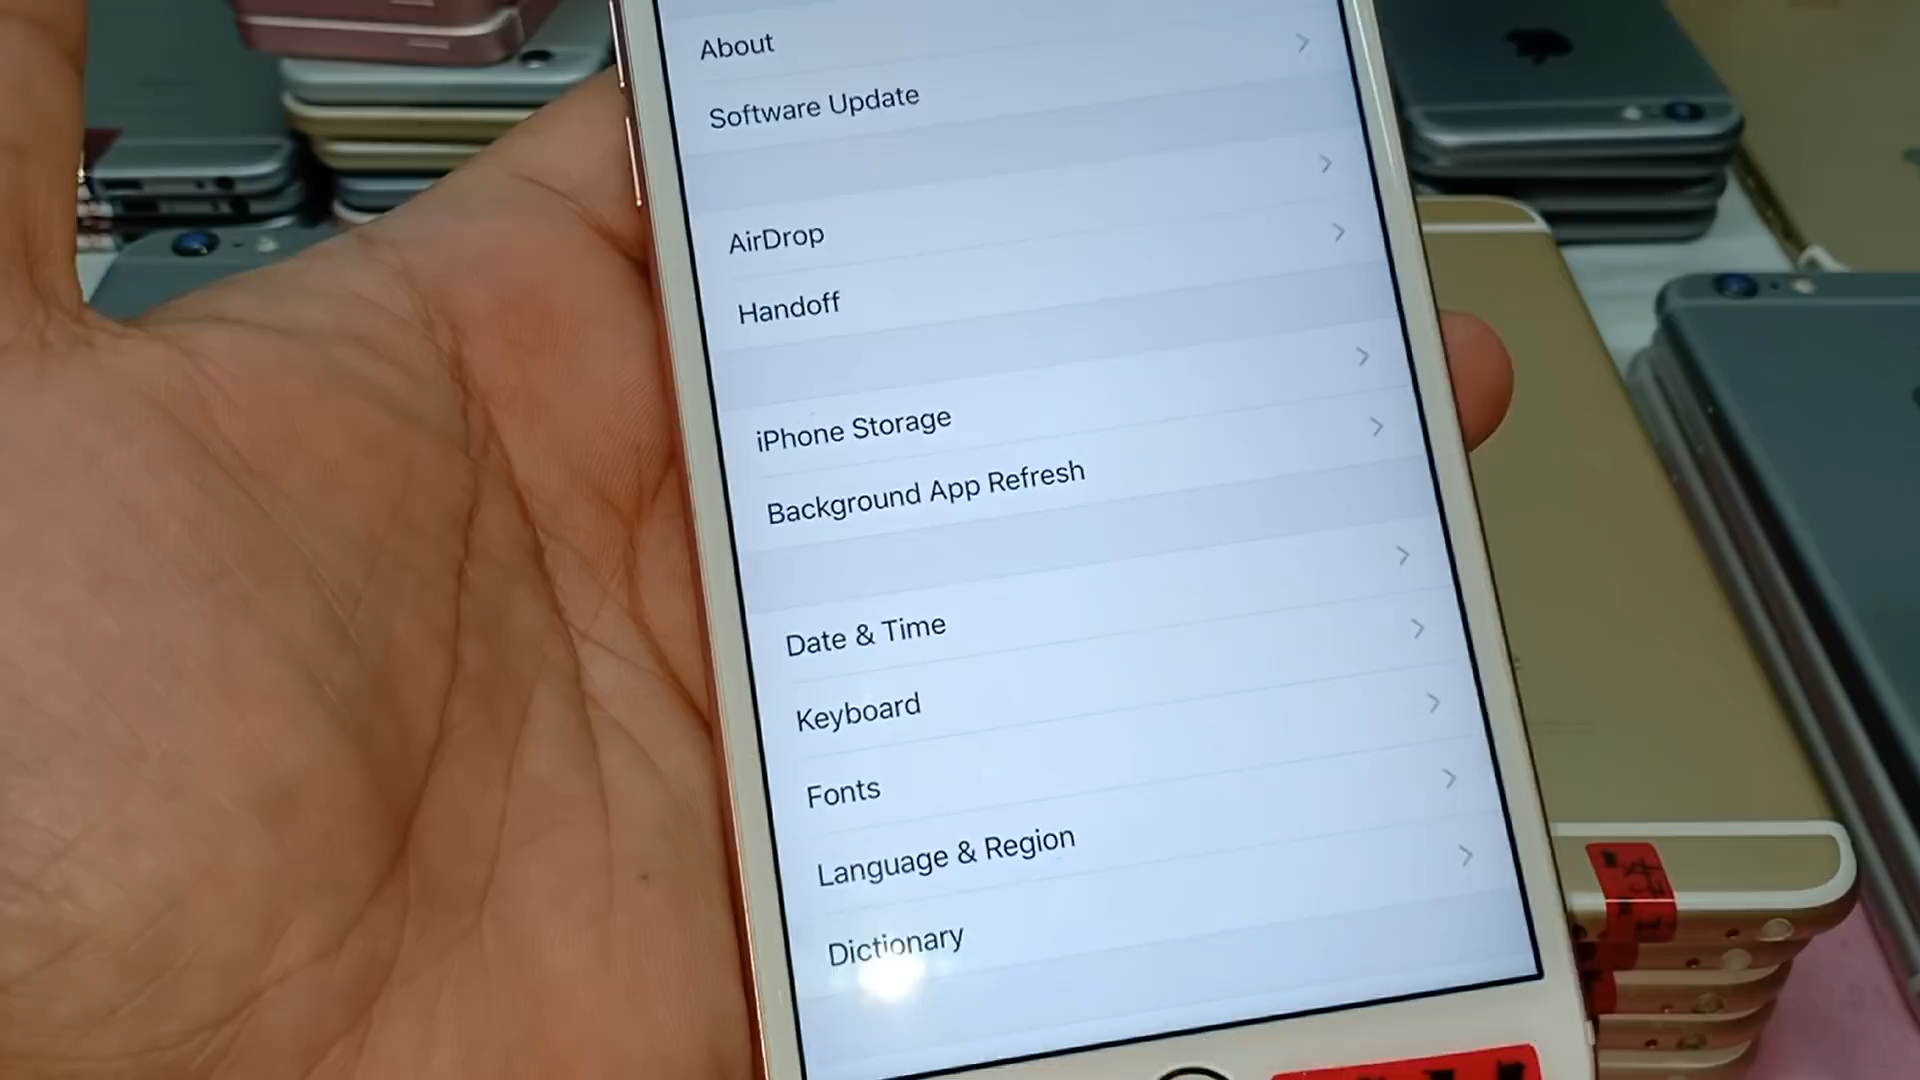 About
Software Update
AirDrop
Handoff
iPhone Storage
Background App Refresh
Date & Time
Keyboard
Fonts
Language & Region
Dictionary